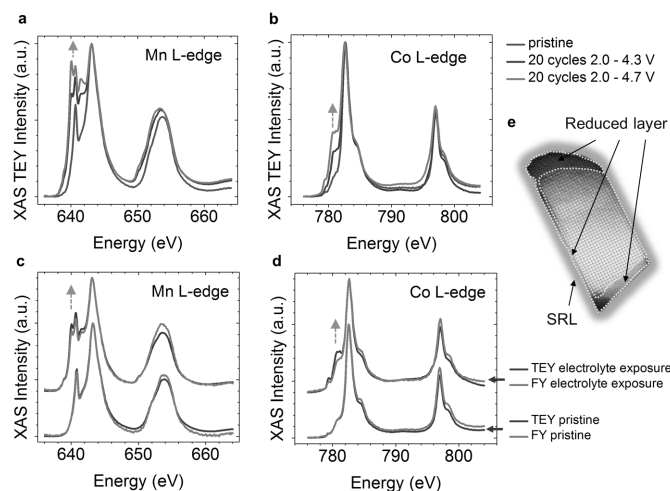 a
Mn L-edge
XAS TEY Intensity (a.u.)
640 650 660
Energy (eV)
b
Co L-edge
XAS TEY Intensity (a.u.)
780 790 800
Energy (eV)
pristine
20 cycles 2.0 - 4.3 V
20 cycles 2.0 - 4.7 V
e
Reduced layer
SRL
c
Mn L-edge
XAS Intensity (a.u.)
640 650 660
Energy (eV)
d
Co L-edge
XAS Intensity (a.u.)
780 790 800
Energy (eV)
TEY electrolyte exposure
FY electrolyte exposure
TEY pristine
FY pristine